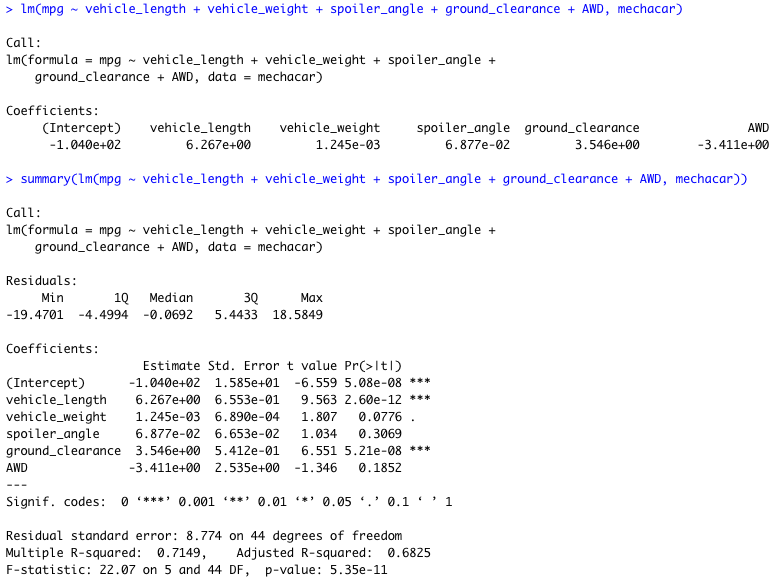 > lm(mpg ~ vehicle_length + vehicle_weight + spoiler_angle + ground_clearance + AWD, mechacar)
Call:
lm(formula = mpg ~ vehicle_length + vehicle_weight + spoiler_angle +
    ground_clearance + AWD, data = mechacar)
Coefficients:
     (Intercept)    vehicle_length    vehicle_weight     spoiler_angle  ground_clearance               AWD
      -1.040e+02         6.267e+00         1.245e-03         6.877e-02         3.546e+00        -3.411e+00
> summary(lm(mpg ~ vehicle_length + vehicle_weight + spoiler_angle + ground_clearance + AWD, mechacar))
Call:
lm(formula = mpg ~ vehicle_length + vehicle_weight + spoiler_angle +
    ground_clearance + AWD, data = mechacar)
Residuals:
     Min       1Q   Median       3Q      Max
-19.4701  -4.4994  -0.0692   5.4433  18.5849
Coefficients:
                   Estimate Std. Error t value Pr(>|t|)
(Intercept)      -1.040e+02  1.585e+01  -6.559 5.08e-08 ***
vehicle_length    6.267e+00  6.553e-01   9.563 2.60e-12 ***
vehicle_weight    1.245e-03  6.890e-04   1.807   0.0776 .
spoiler_angle     6.877e-02  6.653e-02   1.034   0.3069
ground_clearance  3.546e+00  5.412e-01   6.551 5.21e-08 ***
AWD              -3.411e+00  2.535e+00  -1.346   0.1852
---
Signif. codes:  0 ‘***’ 0.001 ‘**’ 0.01 ‘*’ 0.05 ‘.’ 0.1 ‘ ’ 1
Residual standard error: 8.774 on 44 degrees of freedom
Multiple R-squared:  0.7149,    Adjusted R-squared:  0.6825
F-statistic: 22.07 on 5 and 44 DF,  p-value: 5.35e-11